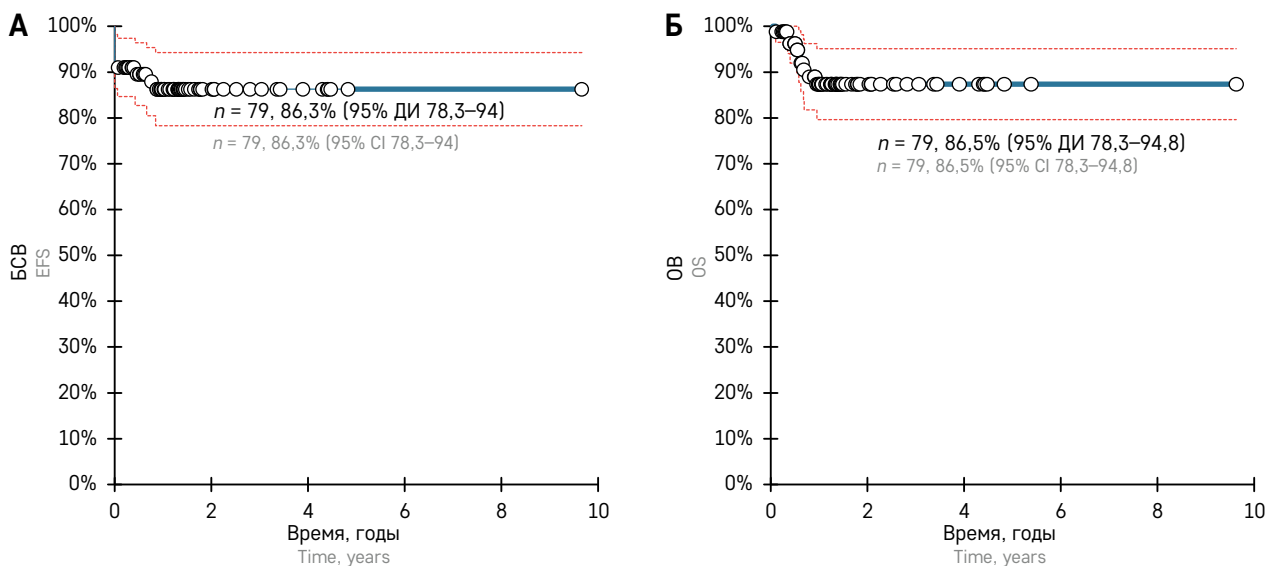 А
100%
90%
80%
70%
60%
50%
40%
30%
20%
10%
0%
БСВ
EFS
n = 79, 86,3% (95% ДИ 78,3–94)
n = 79, 86,3% (95% CI 78,3–94)
0 2 4 6 8 10
Время, годы
Time, years
Б
100%
90%
80%
70%
60%
50%
40%
30%
20%
10%
0%
ОВ
OS
n = 79, 86,5% (95% ДИ 78,3–94,8)
n = 79, 86,5% (95% CI 78,3–94,8)
0 2 4 6 8 10
Время, годы
Time, years